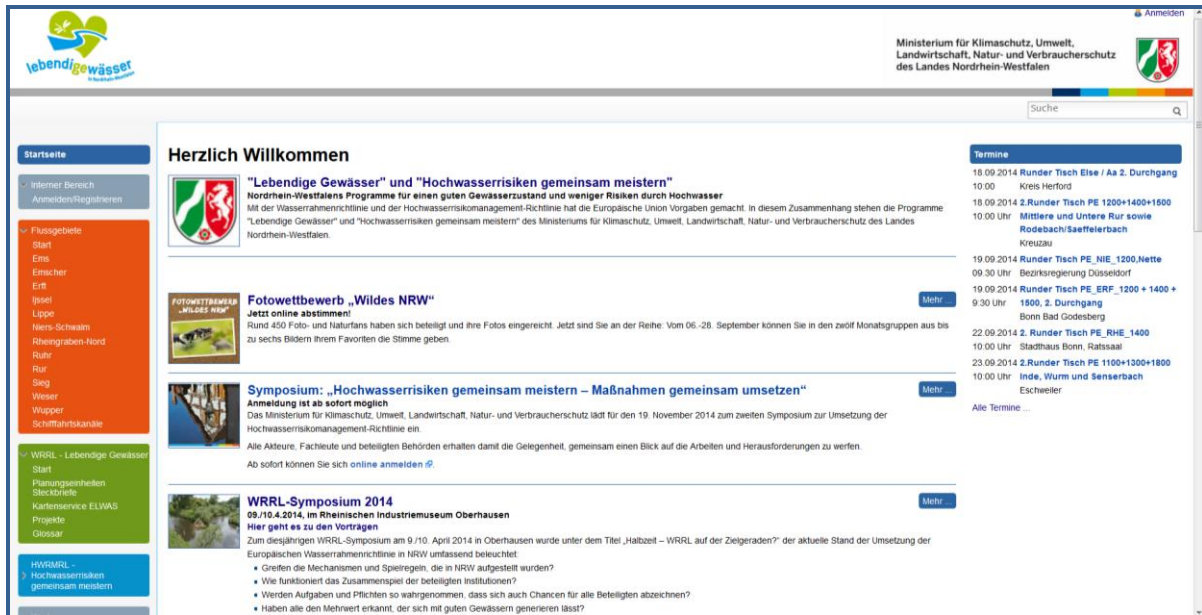 Anmelden
lebendigewässer
in Nordrhein-Westfalen
Ministerium für Klimaschutz, Umwelt,
Landwirtschaft, Natur- und Verbraucherschutz
des Landes Nordrhein-Westfalen
Suche
Startseite
Interner Bereich
Anmelden/Registrieren
Flussgebiete
Start
Ems
Emscher
Erft
Ijssel
Lippe
Niers-Schwalm
Rheingraben-Nord
Ruhr
Rur
Sieg
Weser
Wupper
Schifffahrtskanäle
WRRL - Lebendige Gewässer
Start
Planungseinheiten
Steckbriefe
Kartenservice ELWAS
Projekte
Glossar
HWRMRL -
Hochwasserrisiken
gemeinsam meistern
Herzlich Willkommen
"Lebendige Gewässer" und "Hochwasserrisiken gemeinsam meistern"
Nordrhein-Westfalens Programme für einen guten Gewässerzustand und weniger Risiken durch Hochwasser
Mit der Wasserrahmenrichtlinie und der Hochwasserrisikomanagement-Richtlinie hat die Europäische Union Vorgaben gemacht. In diesem Zusammenhang stehen die Programme
"Lebendige Gewässer" und "Hochwasserrisiken gemeinsam meistern" des Ministeriums für Klimaschutz, Umwelt, Landwirtschaft, Natur- und Verbraucherschutz des Landes
Nordrhein-Westfalen.
FOTOWETTBEWERB
„WILDES NRW"
Fotowettbewerb „Wildes NRW"
Mehr ...
Jetzt online abstimmen!
Rund 450 Foto- und Naturfans haben sich beteiligt und ihre Fotos eingereicht. Jetzt sind Sie an der Reihe: Vom 06.-28. September können Sie in den zwölf Monatsgruppen aus bis
zu sechs Bildern Ihrem Favoriten die Stimme geben.
Symposium: „Hochwasserrisiken gemeinsam meistern – Maßnahmen gemeinsam umsetzen"
Mehr ...
Anmeldung ist ab sofort möglich
Das Ministerium für Klimaschutz, Umwelt, Landwirtschaft, Natur- und Verbraucherschutz lädt für den 19. November 2014 zum zweiten Symposium zur Umsetzung der
Hochwasserrisikomanagement-Richtlinie ein.
Alle Akteure, Fachleute und beteiligten Behörden erhalten damit die Gelegenheit, gemeinsam einen Blick auf die Arbeiten und Herausforderungen zu werfen.
Ab sofort können Sie sich online anmelden.
WRRL-Symposium 2014
Mehr ...
09./10.4.2014, im Rheinischen Industriemuseum Oberhausen
Hier geht es zu den Vorträgen
Zum diesjährigen WRRL-Symposium am 9./10. April 2014 in Oberhausen wurde unter dem Titel „Halbzeit – WRRL auf der Zielgeraden?" der aktuelle Stand der Umsetzung der
Europäischen Wasserrahmenrichtlinie in NRW umfassend beleuchtet:
• Greifen die Mechanismen und Spielregeln, die in NRW aufgestellt wurden?
• Wie funktioniert das Zusammenspiel der beteiligten Institutionen?
• Werden Aufgaben und Pflichten so wahrgenommen, dass sich auch Chancen für alle Beteiligten abzeichnen?
• Haben alle den Mehrwert erkannt, der sich mit guten Gewässern generieren lässt?
Termine
18.09.2014 Runder Tisch Else / Aa 2. Durchgang
10:00 Kreis Herford
18.09.2014 2.Runder Tisch PE 1200+1400+1500
10:00 Uhr Mittlere und Untere Rur sowie
Rodebach/Saeffelerbach
Kreuzau
19.09.2014 Runder Tisch PE_NIE_1200,Nette
09.30 Uhr Bezirksregierung Düsseldorf
19.09.2014 Runder Tisch PE_ERF_1200 + 1400 +
9:30 Uhr 1500, 2. Durchgang
Bonn Bad Godesberg
22.09.2014 2. Runder Tisch PE_RHE_1400
10:00 Uhr Stadthaus Bonn, Ratssaal
23.09.2014 2.Runder Tisch PE 1100+1300+1800
10:00 Uhr Inde, Wurm und Senserbach
Eschweiler
Alle Termine ...